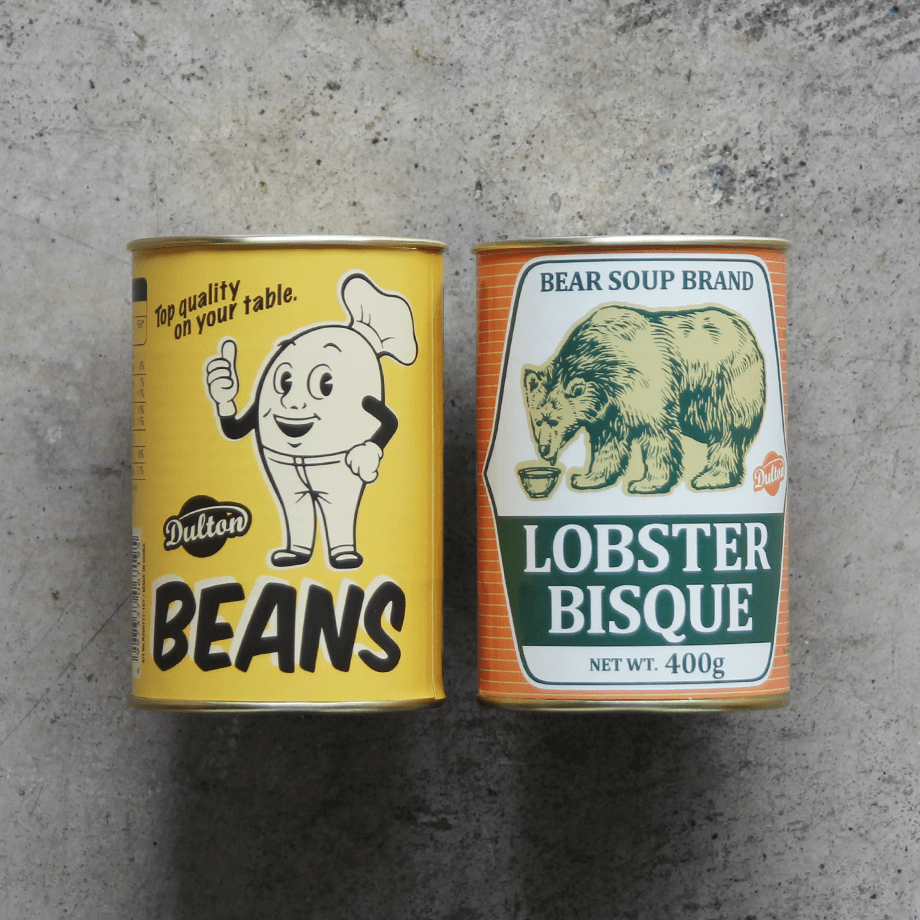 Top quality
on your table.
Dulton
BEANS
BEAR SOUP BRAND
Dulton
LOBSTER
BISQUE
NET WT. 400g